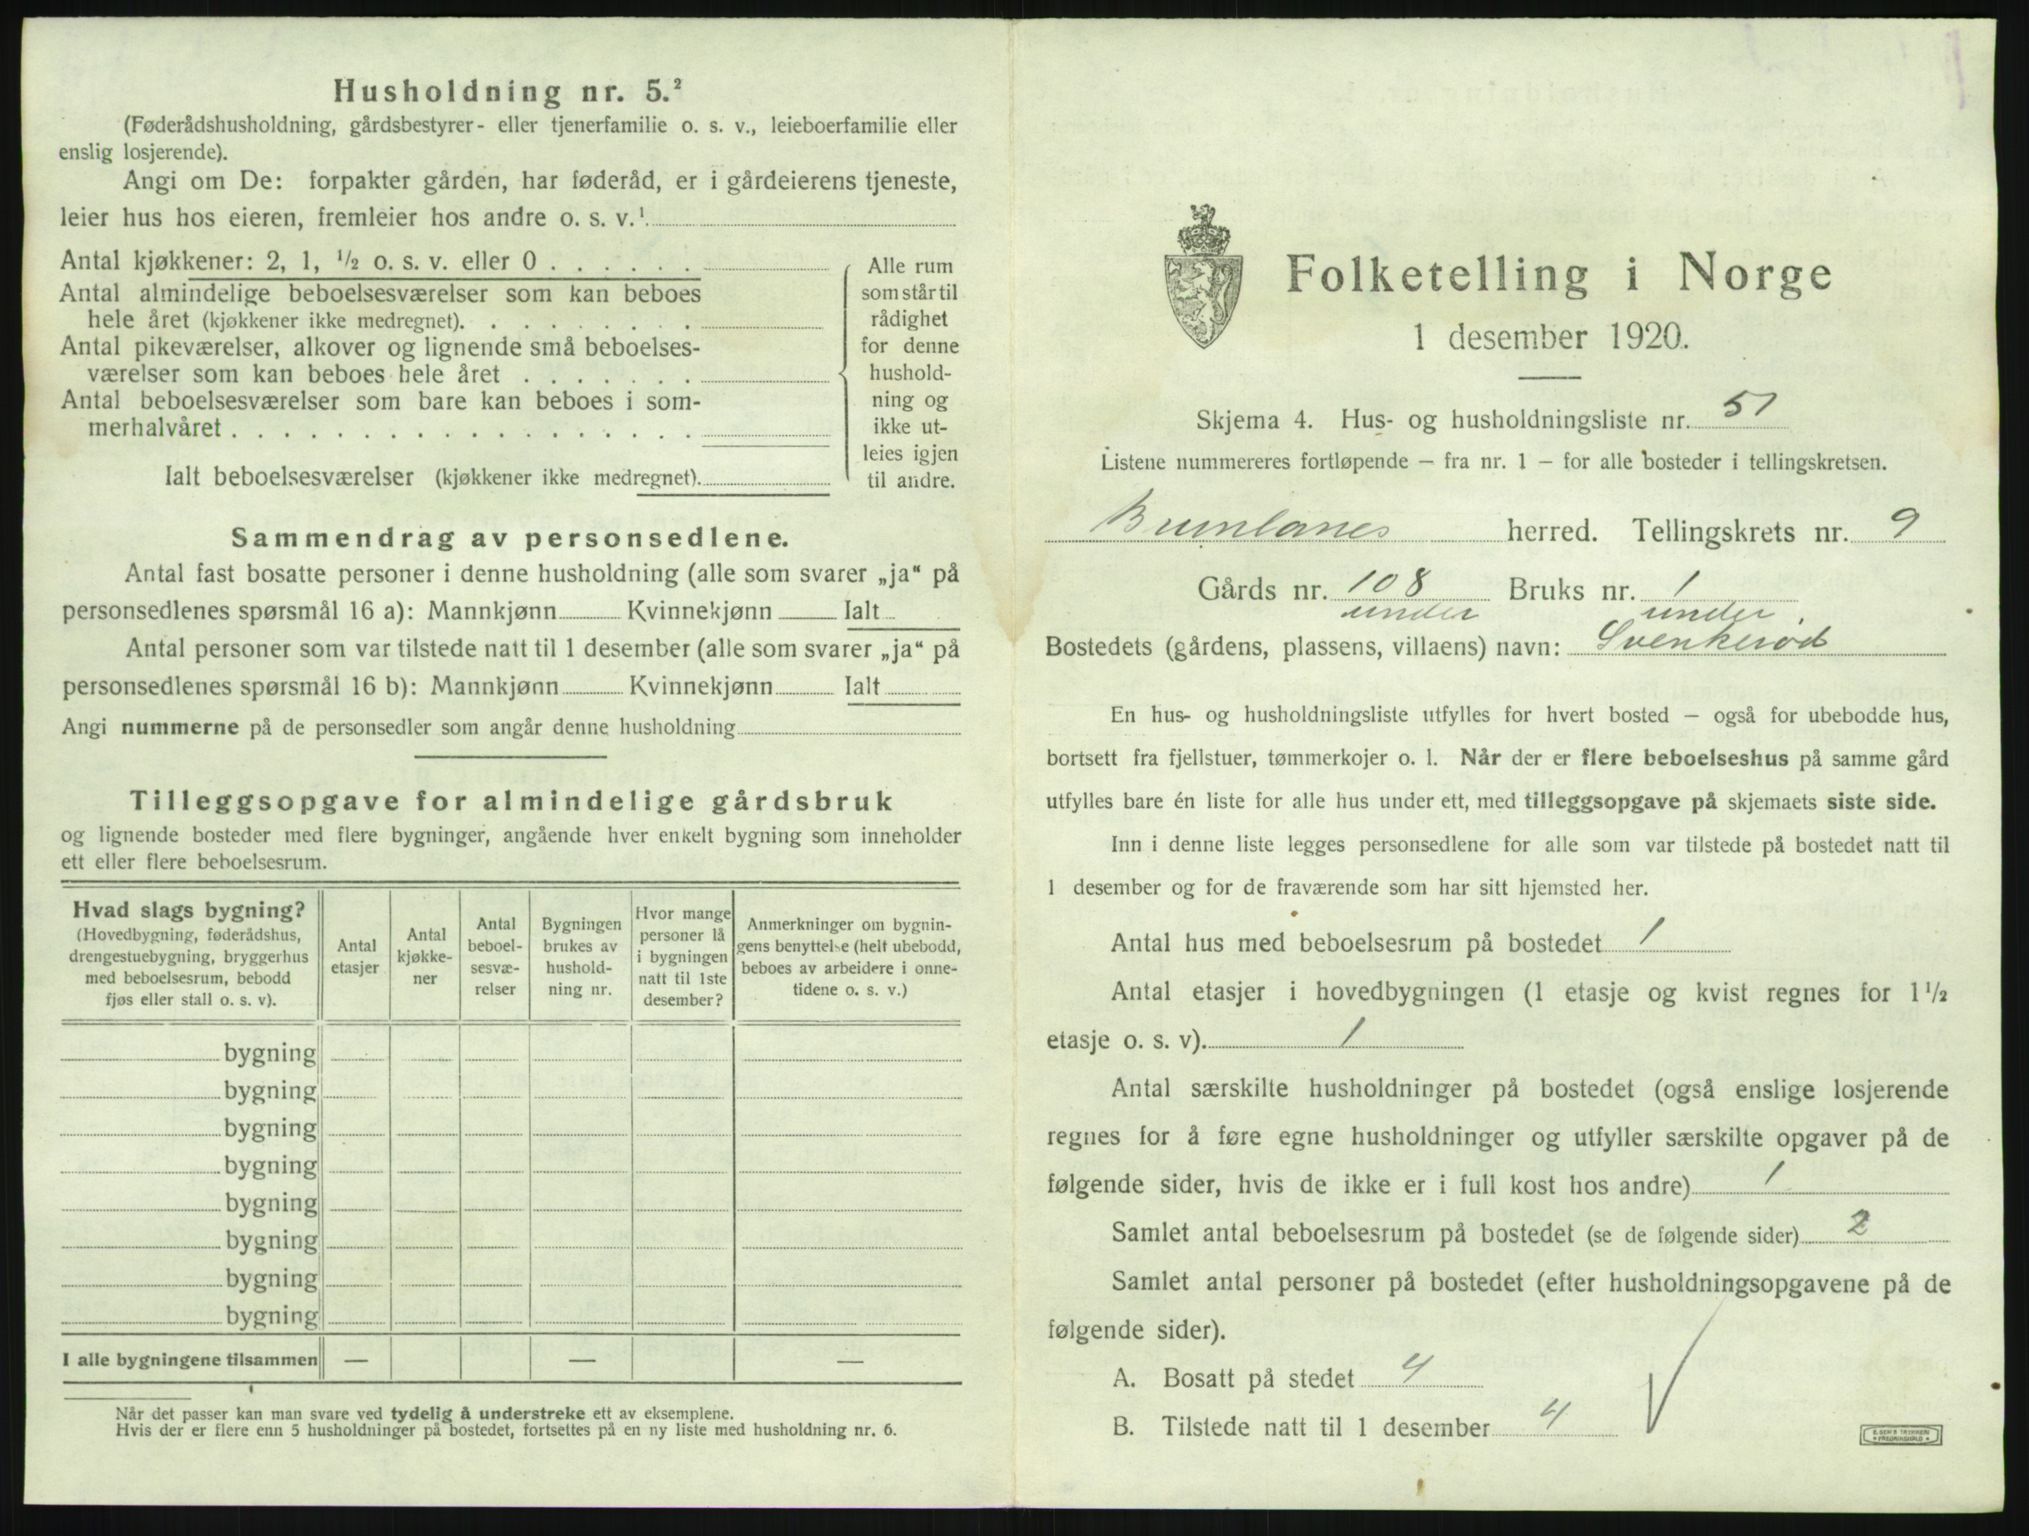 Husholdning nr. 5.²
(Føderådshusholdning, gårdsbestyrer- eller tjenerfamilie o. s. v., leieboerfamilie eller
enslig losjerende).
Angi om De: forpakter gården, har føderåd, er i gårdeierens tjeneste,
leier hus hos eieren, fremleier hos andre o. s. v.¹
Antal kjøkkener: 2, 1, ½ o. s. v. eller 0 . . . . . .
Antal almindelige beboelsesværelser som kan beboes
hele året (kjøkkener ikke medregnet). . . . . . . . .
Antal pikeværelser, alkover og lignende små beboelses-
værelser som kan beboes hele året . . . . . . .
Antal beboelsesværelser som bare kan beboes i som-
merhalvåret . . . . . . . . . . . . . . . . . .
Ialt beboelsesværelser (kjøkkener ikke medregnet).
Alle rum
som står til
rådighet
for denne
hushold-
ning og
ikke ut-
leies igjen
til andre.
Sammendrag av personsedlene.
Antal fast bosatte personer i denne husholdning (alle som svarer „ja“ på
personsedlenes spørsmål 16 a): Mannkjønn Kvinnekjønn Ialt
Antal personer som var tilstede natt til 1 desember (alle som svarer „ja“ på
personsedlenes spørsmål 16 b): Mannkjønn Kvinnekjønn Ialt
Angi nummerne på de personsedler som angår denne husholdning
Tilleggsopgave for almindelige gårdsbruk
og lignende bosteder med flere bygninger, angående hver enkelt bygning som inneholder
ett eller flere beboelsesrum.
Hvad slags bygning?
(Hovedbygning, føderådshus,
drengestuebygning, bryggerhus
med beboelsesrum, bebodd
fjøs eller stall o. s. v).
Antal
etasjer
Antal
kjøkke-
ner
Antal
beboel-
sesvæ-
relser
Bygningen
brukes av
hushold-
ning nr.
Hvor mange
personer lå
i bygningen
natt til 1ste
desember?
Anmerkninger om bygnin-
gens benyttelse (helt ubebodd,
beboes av arbeidere i onne-
tidene o. s. v.)
bygning
bygning
bygning
bygning
bygning
bygning
bygning
bygning
I alle bygningene tilsammen — — —
Når det passer kan man svare ved tydelig å understreke ett av eksemplene.
Hvis der er flere enn 5 husholdninger på bostedet, fortsettes på en ny liste med husholdning nr. 6.
Folketelling i Norge
1 desember 1920.
Skjema 4. Hus- og husholdningsliste nr. 51
Listene nummereres fortløpende — fra nr. 1 — for alle bosteder i tellingskretsen.
Brunlanes herred. Tellingskrets nr. 9
Gårds nr. 108 Bruks nr. 1
under under
Bostedets (gårdens, plassens, villaens) navn: Svenkerød
En hus- og husholdningsliste utfylles for hvert bosted — også for ubebodde hus,
bortsett fra fjellstuer, tømmerkojer o. l. Når der er flere beboelseshus på samme gård
utfylles bare én liste for alle hus under ett, med tilleggsopgave på skjemaets siste side.
Inn i denne liste legges personsedlene for alle som var tilstede på bostedet natt til
1 desember og for de fraværende som har sitt hjemsted her.
Antal hus med beboelsesrum på bostedet 1
Antal etasjer i hovedbygningen (1 etasje og kvist regnes for 1½
etasje o. s. v). 1
Antal særskilte husholdninger på bostedet (også enslige losjerende
regnes for å føre egne husholdninger og utfyller særskilte opgaver på de
følgende sider, hvis de ikke er i full kost hos andre) 1
Samlet antal beboelsesrum på bostedet (se de følgende sider) 2
Samlet antal personer på bostedet (efter husholdningsopgavene på de
følgende sider).
A. Bosatt på stedet 4
B. Tilstede natt til 1 desember 4